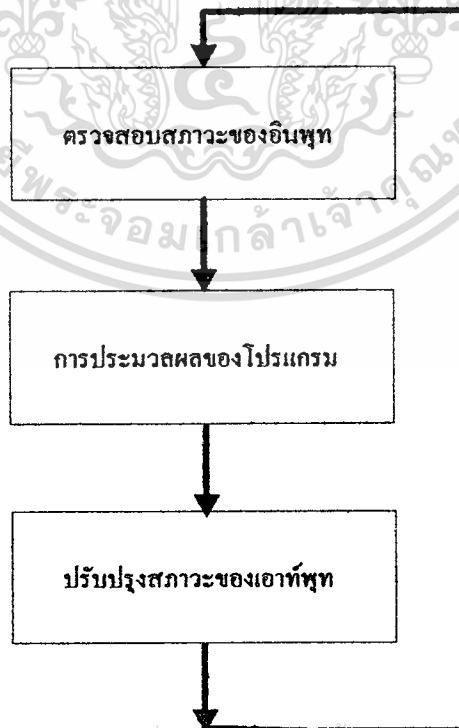 ตรวจสอบสภาวะของอินพุท
การประมวลผลของโปรแกรม
ปรับปรุงสภาวะของเอาท์พุท